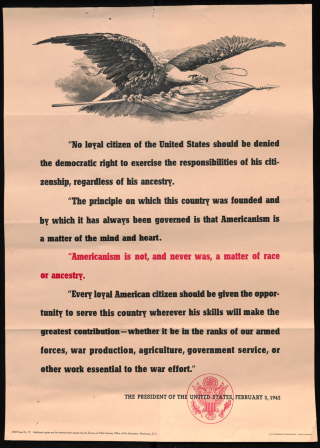 "No loyal citizen of the United States should be denied
the democratic right to exercise the responsibilities of his citi-
zenship, regardless of his ancestry.
"The principle on which this country was founded and
by which it has always been governed is that Americanism is
a matter of the mind and heart.
"Americanism is not, and never was, a matter of race
or ancestry.
"Every loyal American citizen should be given the oppor-
tunity to serve this country wherever his skills will make the
greatest contribution—whether it be in the ranks of our armed
forces, war production, agriculture, government service, or
other work essential to the war effort."
THE PRESIDENT OF THE UNITED STATES, FEBRUARY 3, 1943